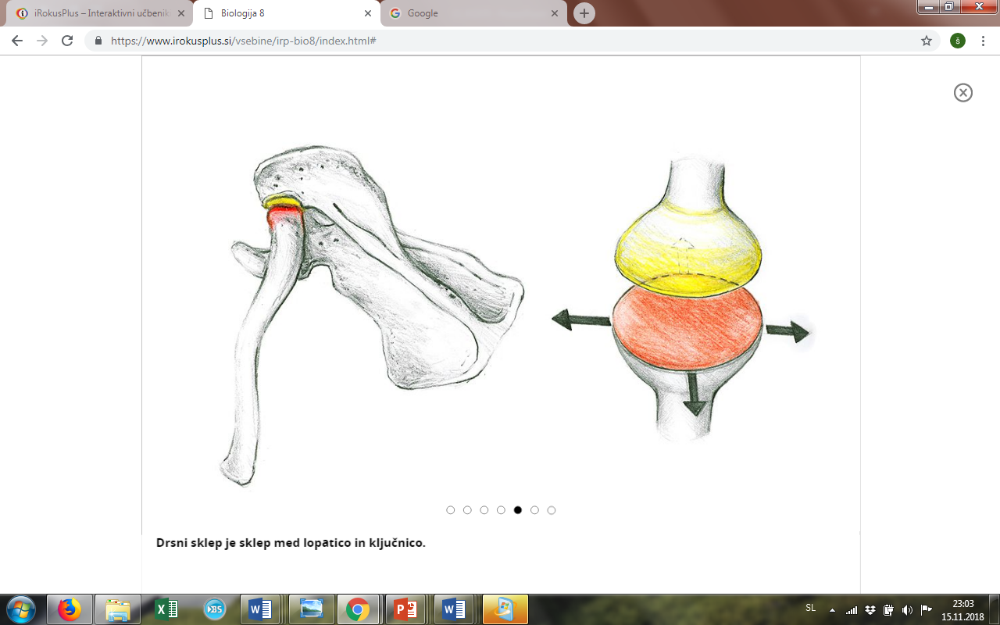 iRokusPlus – Interaktivni učbenik
Biologija 8
Google
https://www.irokusplus.si/vsebine/irp-bio8/index.html#
š
Drsni sklep je sklep med lopatico in ključnico.
BS
SL
23:03
15.11.2018